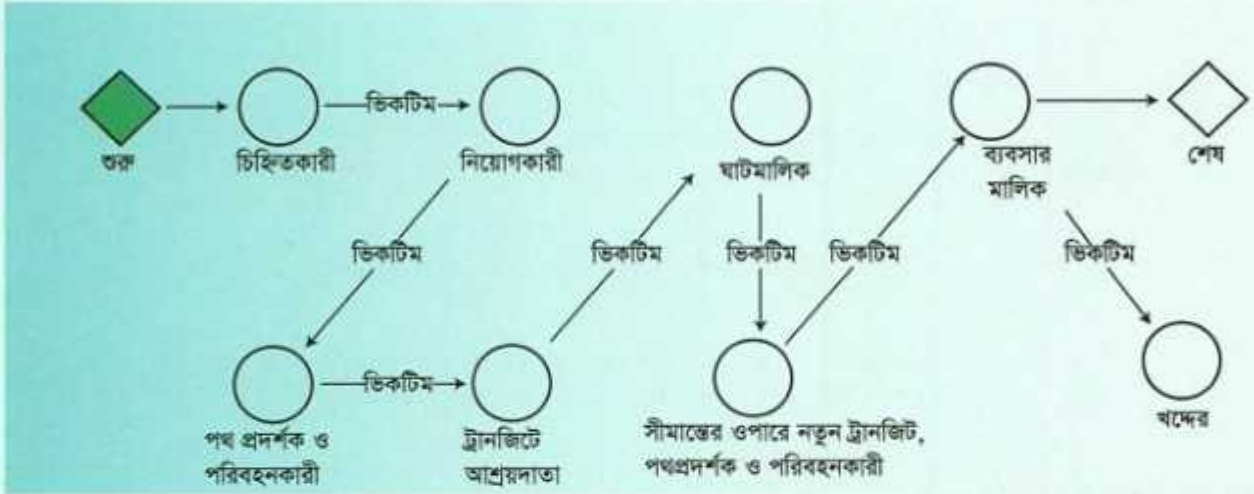 ভিকটিম
শুরু
চিহ্নিতকারী
নিয়োগকারী
ঘাটমালিক
ব্যবসার
মালিক
শেষ
ভিকটিম
ভিকটিম
ভিকটিম
ভিকটিম
ভিকটিম
ভিকটিম
পথ প্রদর্শক ও
পরিবহনকারী
ট্রানজিটে
আশ্রয়দাতা
সীমান্তের ওপারে নতুন ট্রানজিট,
পথপ্রদর্শক ও পরিবহনকারী
খদ্দের